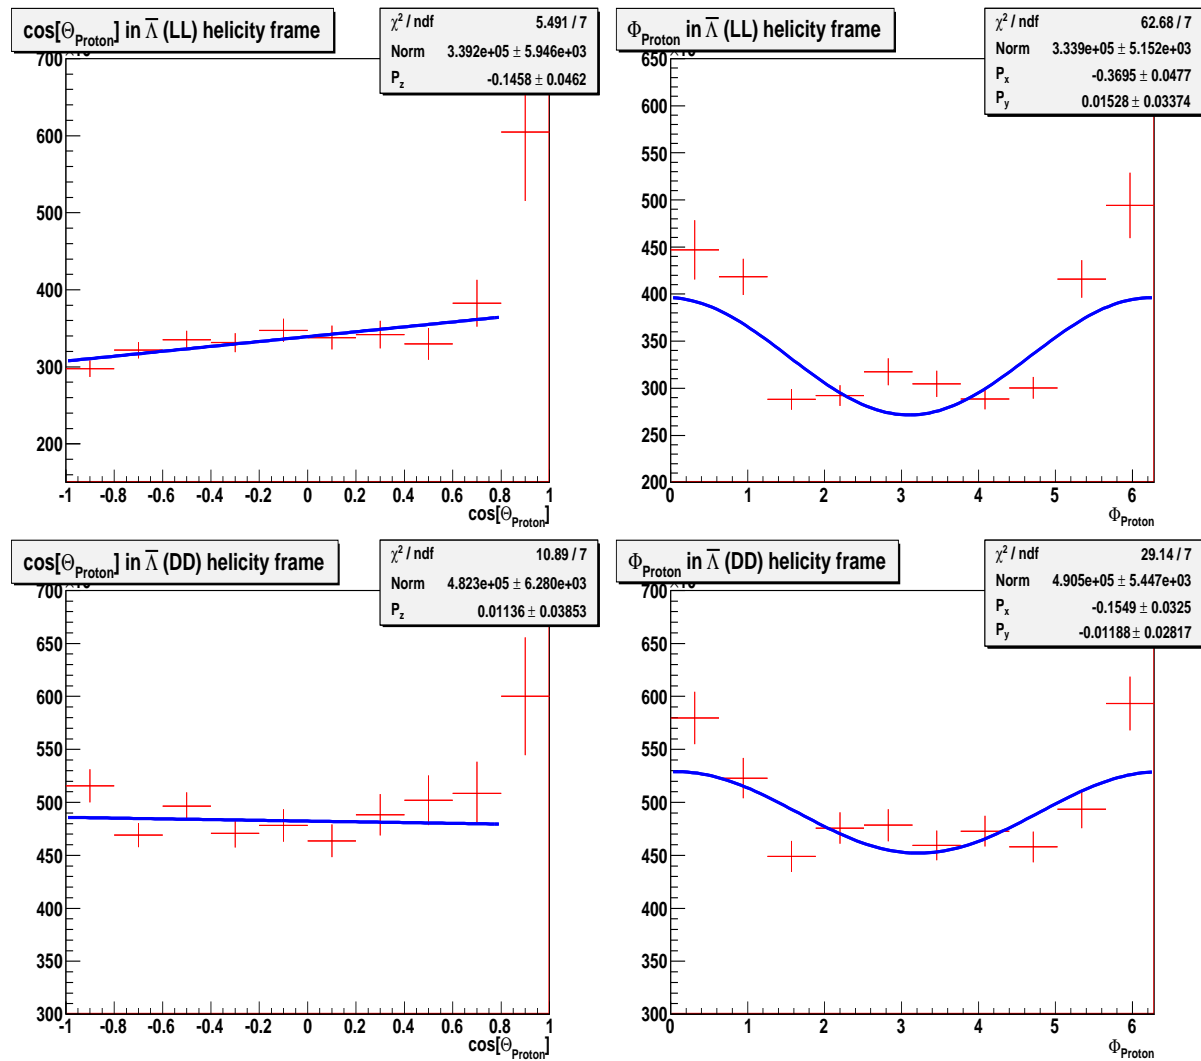 cos[Θ_Proton] in Λ̅ (LL) helicity frame
χ² / ndf 5.491 / 7
Norm 3.392e+05 ± 5.946e+03
P_z -0.1458 ± 0.0462
700
600
500
400
300
200
-1 -0.8 -0.6 -0.4 -0.2 0 0.2 0.4 0.6 0.8 1
cos[Θ_Proton]
Φ_Proton in Λ̅ (LL) helicity frame
χ² / ndf 62.68 / 7
Norm 3.339e+05 ± 5.152e+03
P_x -0.3695 ± 0.0477
P_y 0.01528 ± 0.03374
650
600
550
500
450
400
350
300
250
200
0 1 2 3 4 5 6
Φ_Proton
cos[Θ_Proton] in Λ̅ (DD) helicity frame
χ² / ndf 10.89 / 7
Norm 4.823e+05 ± 6.280e+03
P_z 0.01136 ± 0.03853
700
650
600
550
500
450
400
350
300
-1 -0.8 -0.6 -0.4 -0.2 0 0.2 0.4 0.6 0.8 1
cos[Θ_Proton]
Φ_Proton in Λ̅ (DD) helicity frame
χ² / ndf 29.14 / 7
Norm 4.905e+05 ± 5.447e+03
P_x -0.1549 ± 0.0325
P_y -0.01188 ± 0.02817
700
650
600
550
500
450
400
350
300
0 1 2 3 4 5 6
Φ_Proton